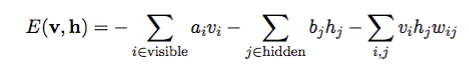 E(v, h) = − ∑_{i∈visible} a_i v_i − ∑_{j∈hidden} b_j h_j − ∑_{i,j} v_i h_j w_{ij}